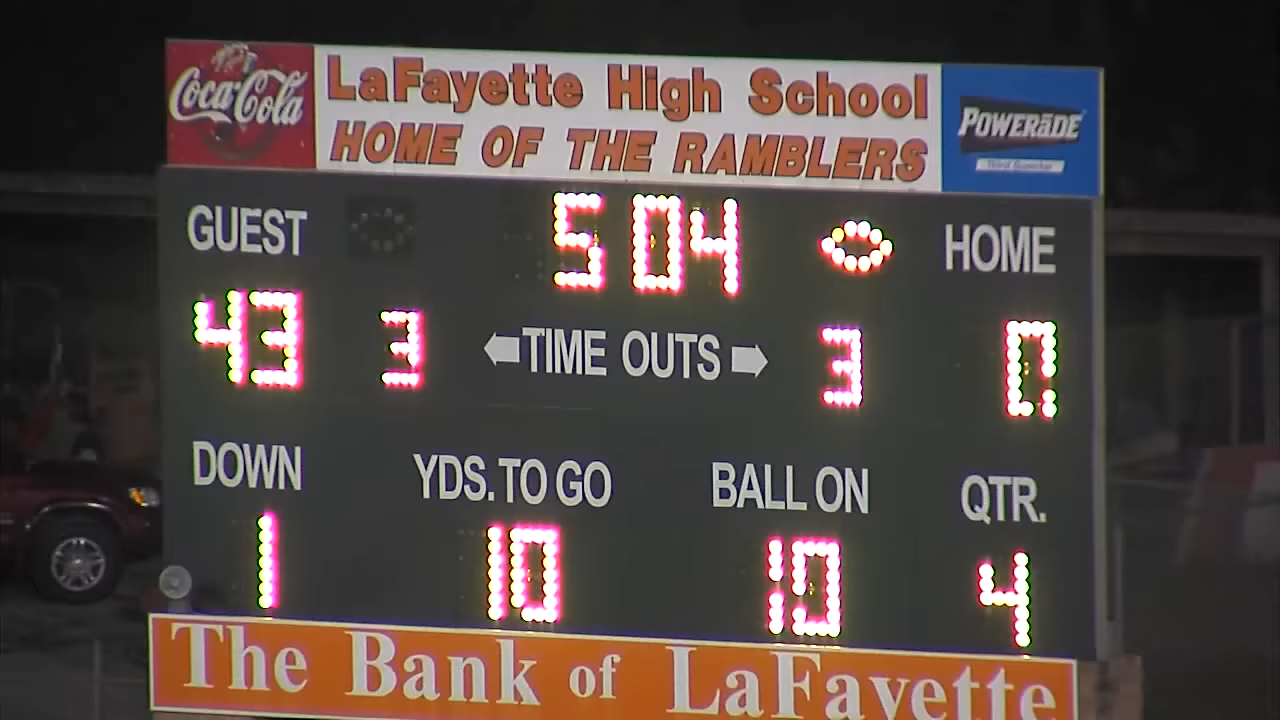 Coca-Cola
LaFayette High School
HOME OF THE RAMBLERS
POWERāDE
GUEST
5 04
HOME
43
3
TIME OUTS
3
0
DOWN
YDS. TO GO
BALL ON
QTR.
1
10
10
4
The Bank of LaFayette